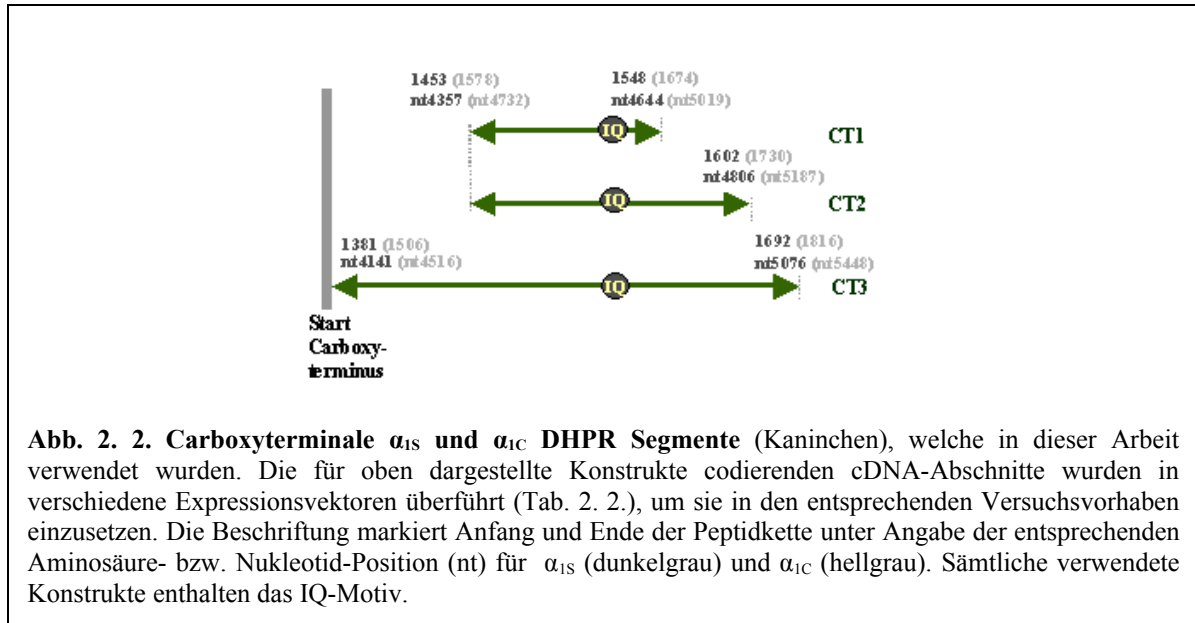 1453 (1578)
nt4357 (nt4732)
1548 (1674)
nt4644 (nt5019)
IQ
CT1
1602 (1730)
nt4806 (nt5187)
IQ
CT2
1381 (1506)
nt4141 (nt4516)
1692 (1816)
nt5076 (nt5448)
IQ
CT3
Start
Carboxy-
terminus
Abb. 2. 2. Carboxyterminale α1S und α1C DHPR Segmente (Kaninchen), welche in dieser Arbeit
verwendet wurden. Die für oben dargestellte Konstrukte codierenden cDNA-Abschnitte wurden in
verschiedene Expressionsvektoren überführt (Tab. 2. 2.), um sie in den entsprechenden Versuchsvorhaben
einzusetzen. Die Beschriftung markiert Anfang und Ende der Peptidkette unter Angabe der entsprechenden
Aminosäure- bzw. Nukleotid-Position (nt) für α1S (dunkelgrau) und α1C (hellgrau). Sämtliche verwendete
Konstrukte enthalten das IQ-Motiv.